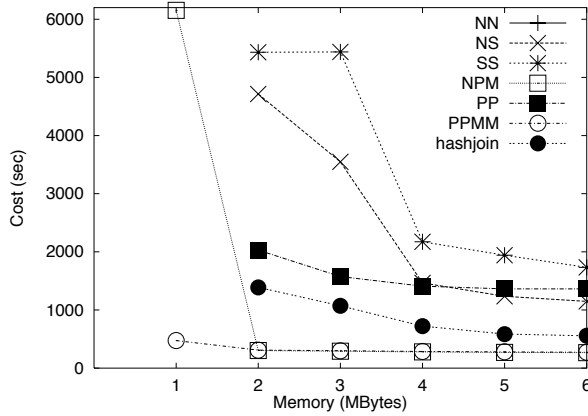 6000
5000
4000
3000
2000
1000
0
Cost (sec)
NN
NS
SS
NPM
PP
PPMM
hashjoin
1 2 3 4 5 6
Memory (MBytes)